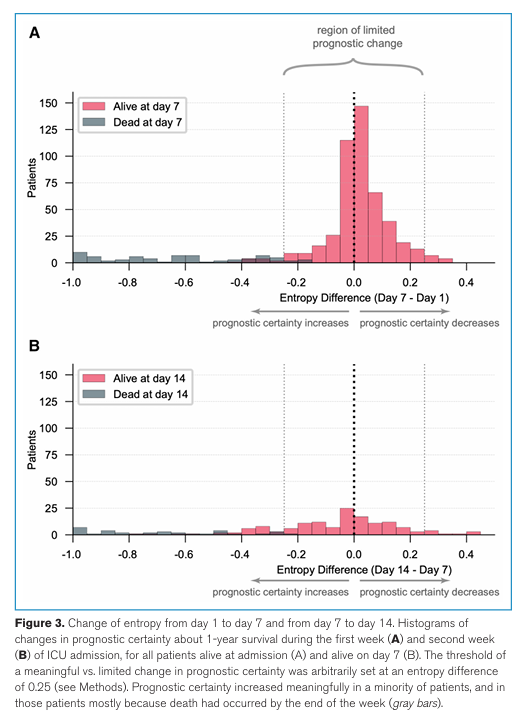 A
region of limited
prognostic change
150
125
100
75
50
25
0
Patients
Alive at day 7
Dead at day 7
-1.0 -0.8 -0.6 -0.4 -0.2 0.0 0.2 0.4
Entropy Difference (Day 7 - Day 1)
prognostic certainty increases prognostic certainty decreases
B
150
125
100
75
50
25
0
Patients
Alive at day 14
Dead at day 14
-1.0 -0.8 -0.6 -0.4 -0.2 0.0 0.2 0.4
Entropy Difference (Day 14 - Day 7)
prognostic certainty increases prognostic certainty decreases
Figure 3. Change of entropy from day 1 to day 7 and from day 7 to day 14. Histograms of
changes in prognostic certainty about 1-year survival during the first week (A) and second week
(B) of ICU admission, for all patients alive at admission (A) and alive on day 7 (B). The threshold of
a meaningful vs. limited change in prognostic certainty was arbitrarily set at an entropy difference
of 0.25 (see Methods). Prognostic certainty increased meaningfully in a minority of patients, and in
those patients mostly because death had occurred by the end of the week (gray bars).